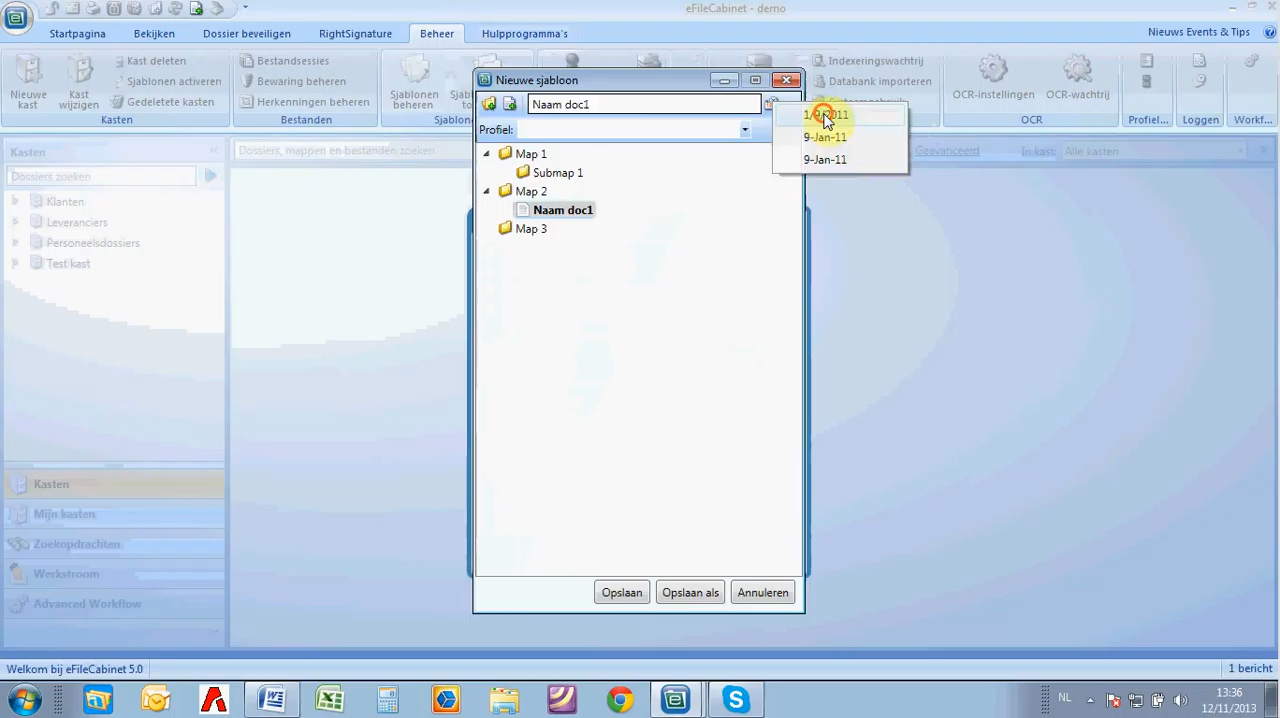 eFileCabinet - demo
Startpagina Bekijken Dossier beveiligen RightSignature Beheer Hulpprogramma's Nieuws Events & Tips
Kast deleten Bestandsessies Indexeringswachtrij
Nieuwe kast Kast wijzigen Sjablonen activeren Bewaring beheren Sjablonen beheren Databank importeren OCR-instellingen OCR-wachtrij
Gedeletete kasten Herkenningen beheren
Kasten Bestanden OCR Profiel... Loggen Workf...
Nieuwe sjabloon
Naam doc1
Profiel:
1/9/2011
9-Jan-11
9-Jan-11
Map 1
Submap 1
Map 2
Naam doc1
Map 3
Opslaan Opslaan als Annuleren
Kasten
Dossiers zoeken
Klanten
Leveranciers
Personeelsdossiers
Test kast
Dossiers, mappen en bestanden zoeken Geavanceerd In kast: Alle kasten
Kasten
Mijn kasten
Zoekopdrachten
Werkstroom
Advanced Workflow
Welkom bij eFileCabinet 5.0 1 bericht
NL 13:36
12/11/2013